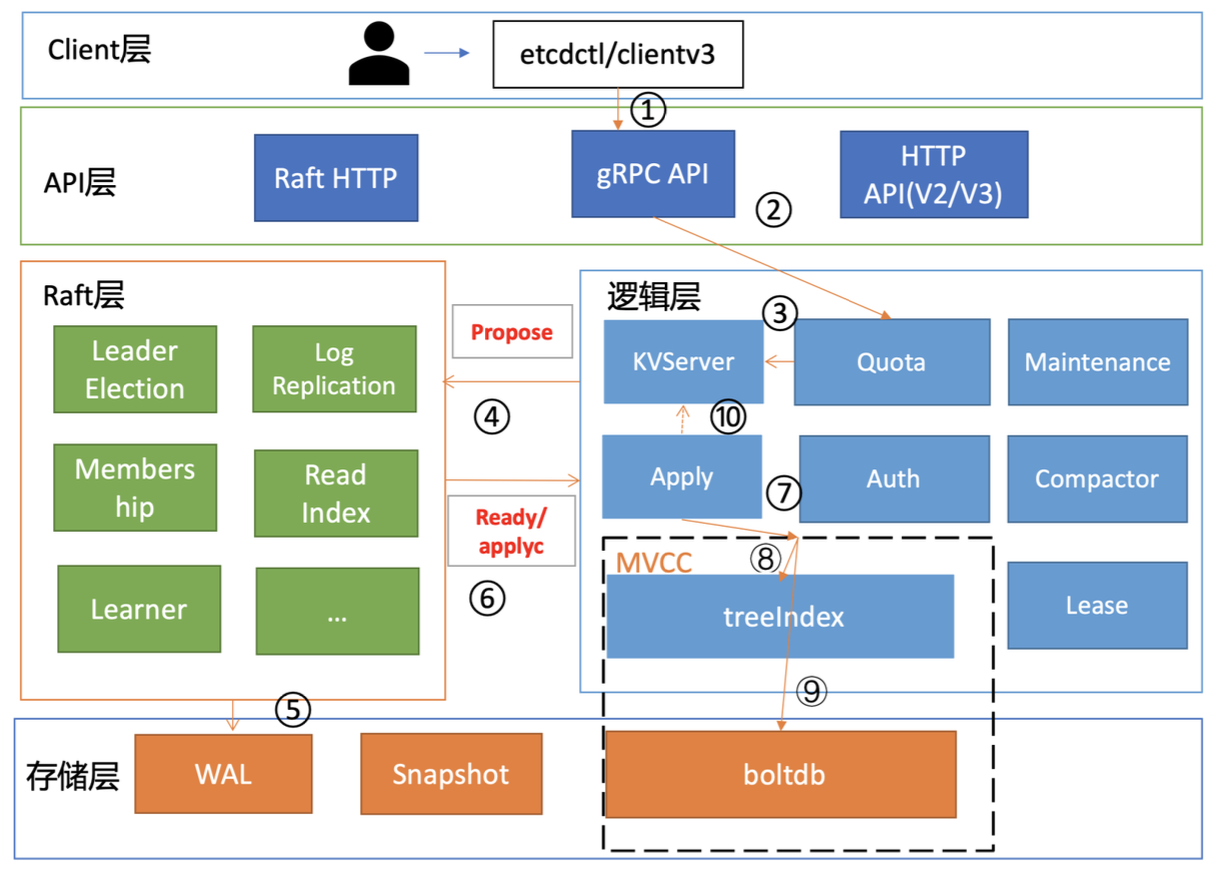 Client层
etcdctl/clientv3
①
API层
Raft HTTP
gRPC API
HTTP
API(V2/V3)
②
Raft层
Leader
Election
Log
Replication
Members
hip
Read
Index
Learner
...
Propose
④
Ready/
applyc
⑥
逻辑层
③
KVServer
Quota
Maintenance
⑩
Apply
⑦
Auth
Compactor
MVCC
⑧
treeIndex
Lease
⑨
⑤
存储层
WAL
Snapshot
boltdb